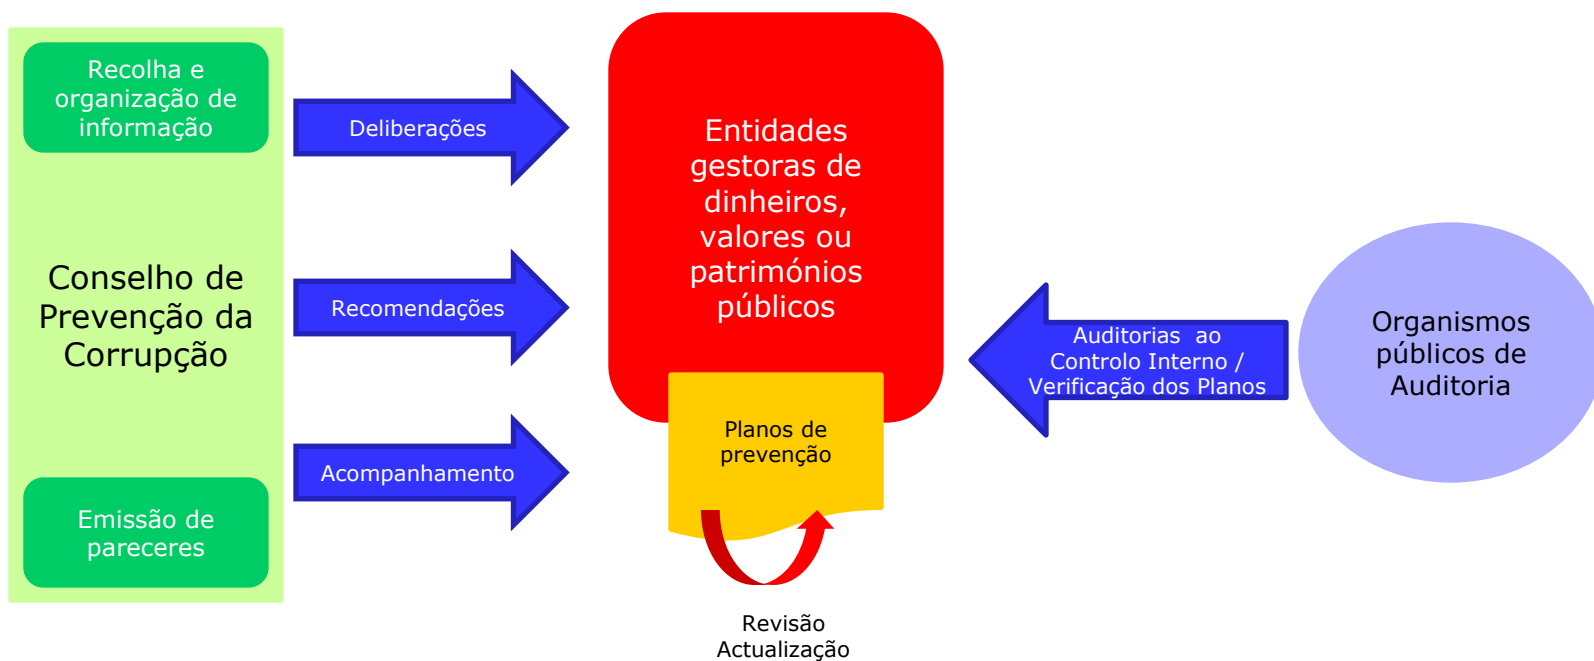 Recolha e
organização de
informação
Conselho de
Prevenção da
Corrupção
Emissão de
pareceres
Deliberações
Recomendações
Acompanhamento
Entidades
gestoras de
dinheiros,
valores ou
patrimónios
públicos
Planos de
prevenção
Revisão
Actualização
Auditorias ao
Controlo Interno /
Verificação dos Planos
Organismos
públicos de
Auditoria